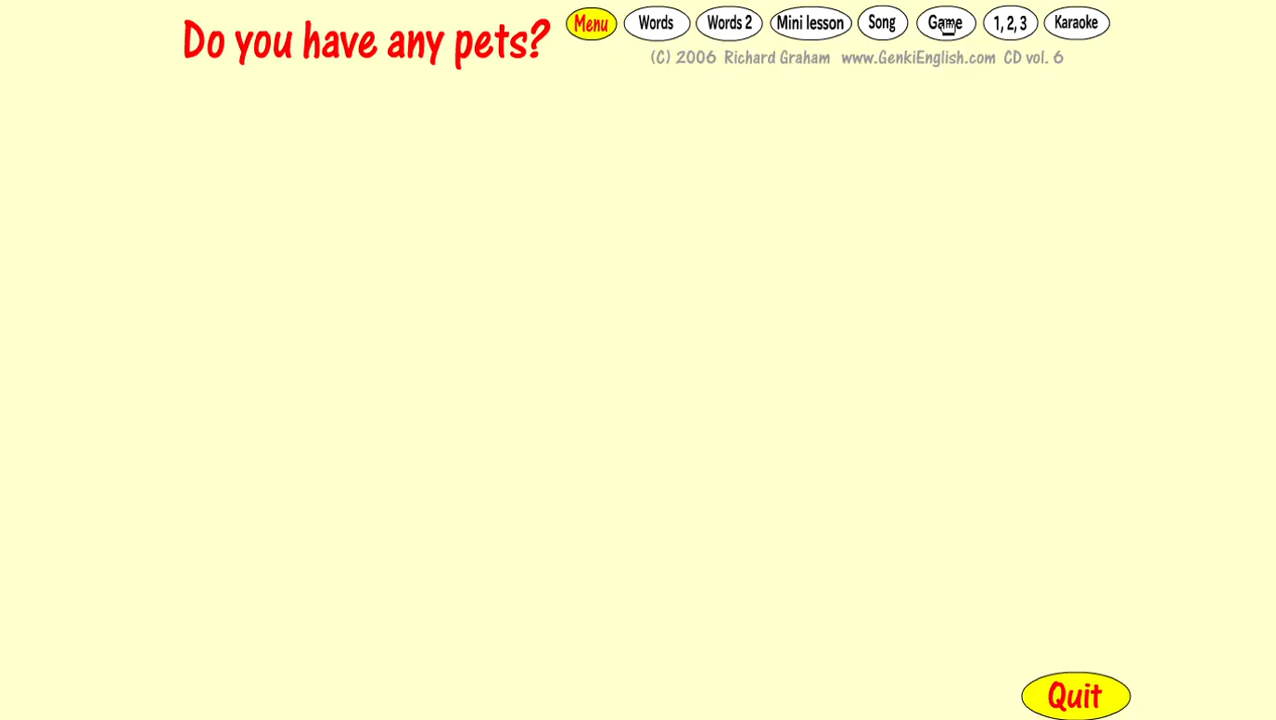 Do you have any pets?
Menu Words Words 2 Mini lesson Song Game 1, 2, 3 Karaoke
(C) 2006 Richard Graham www.GenkiEnglish.com CD vol. 6
Quit